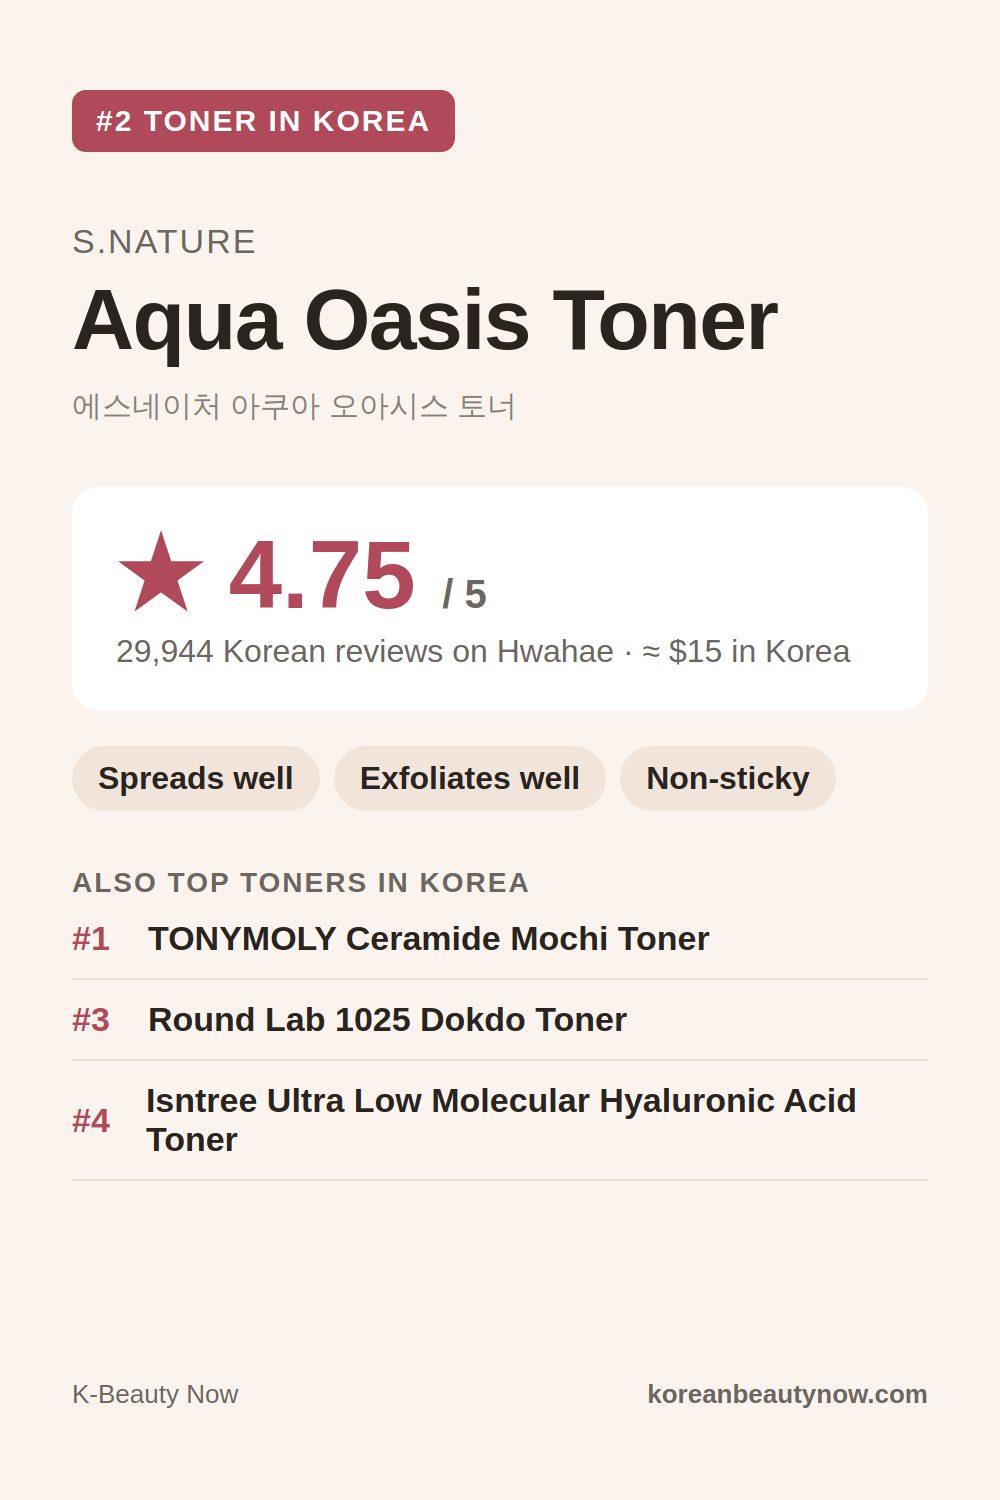 #2 TONER IN KOREA
S.NATURE
Aqua Oasis Toner
에스네이처 아쿠아 오아시스 토너
★ 4.75 / 5
29,944 Korean reviews on Hwahae · ≈ $15 in Korea
Spreads well Exfoliates well Non-sticky
ALSO TOP TONERS IN KOREA
#1 TONYMOLY Ceramide Mochi Toner
#3 Round Lab 1025 Dokdo Toner
#4 Isntree Ultra Low Molecular Hyaluronic Acid
Toner
K-Beauty Now koreanbeautynow.com